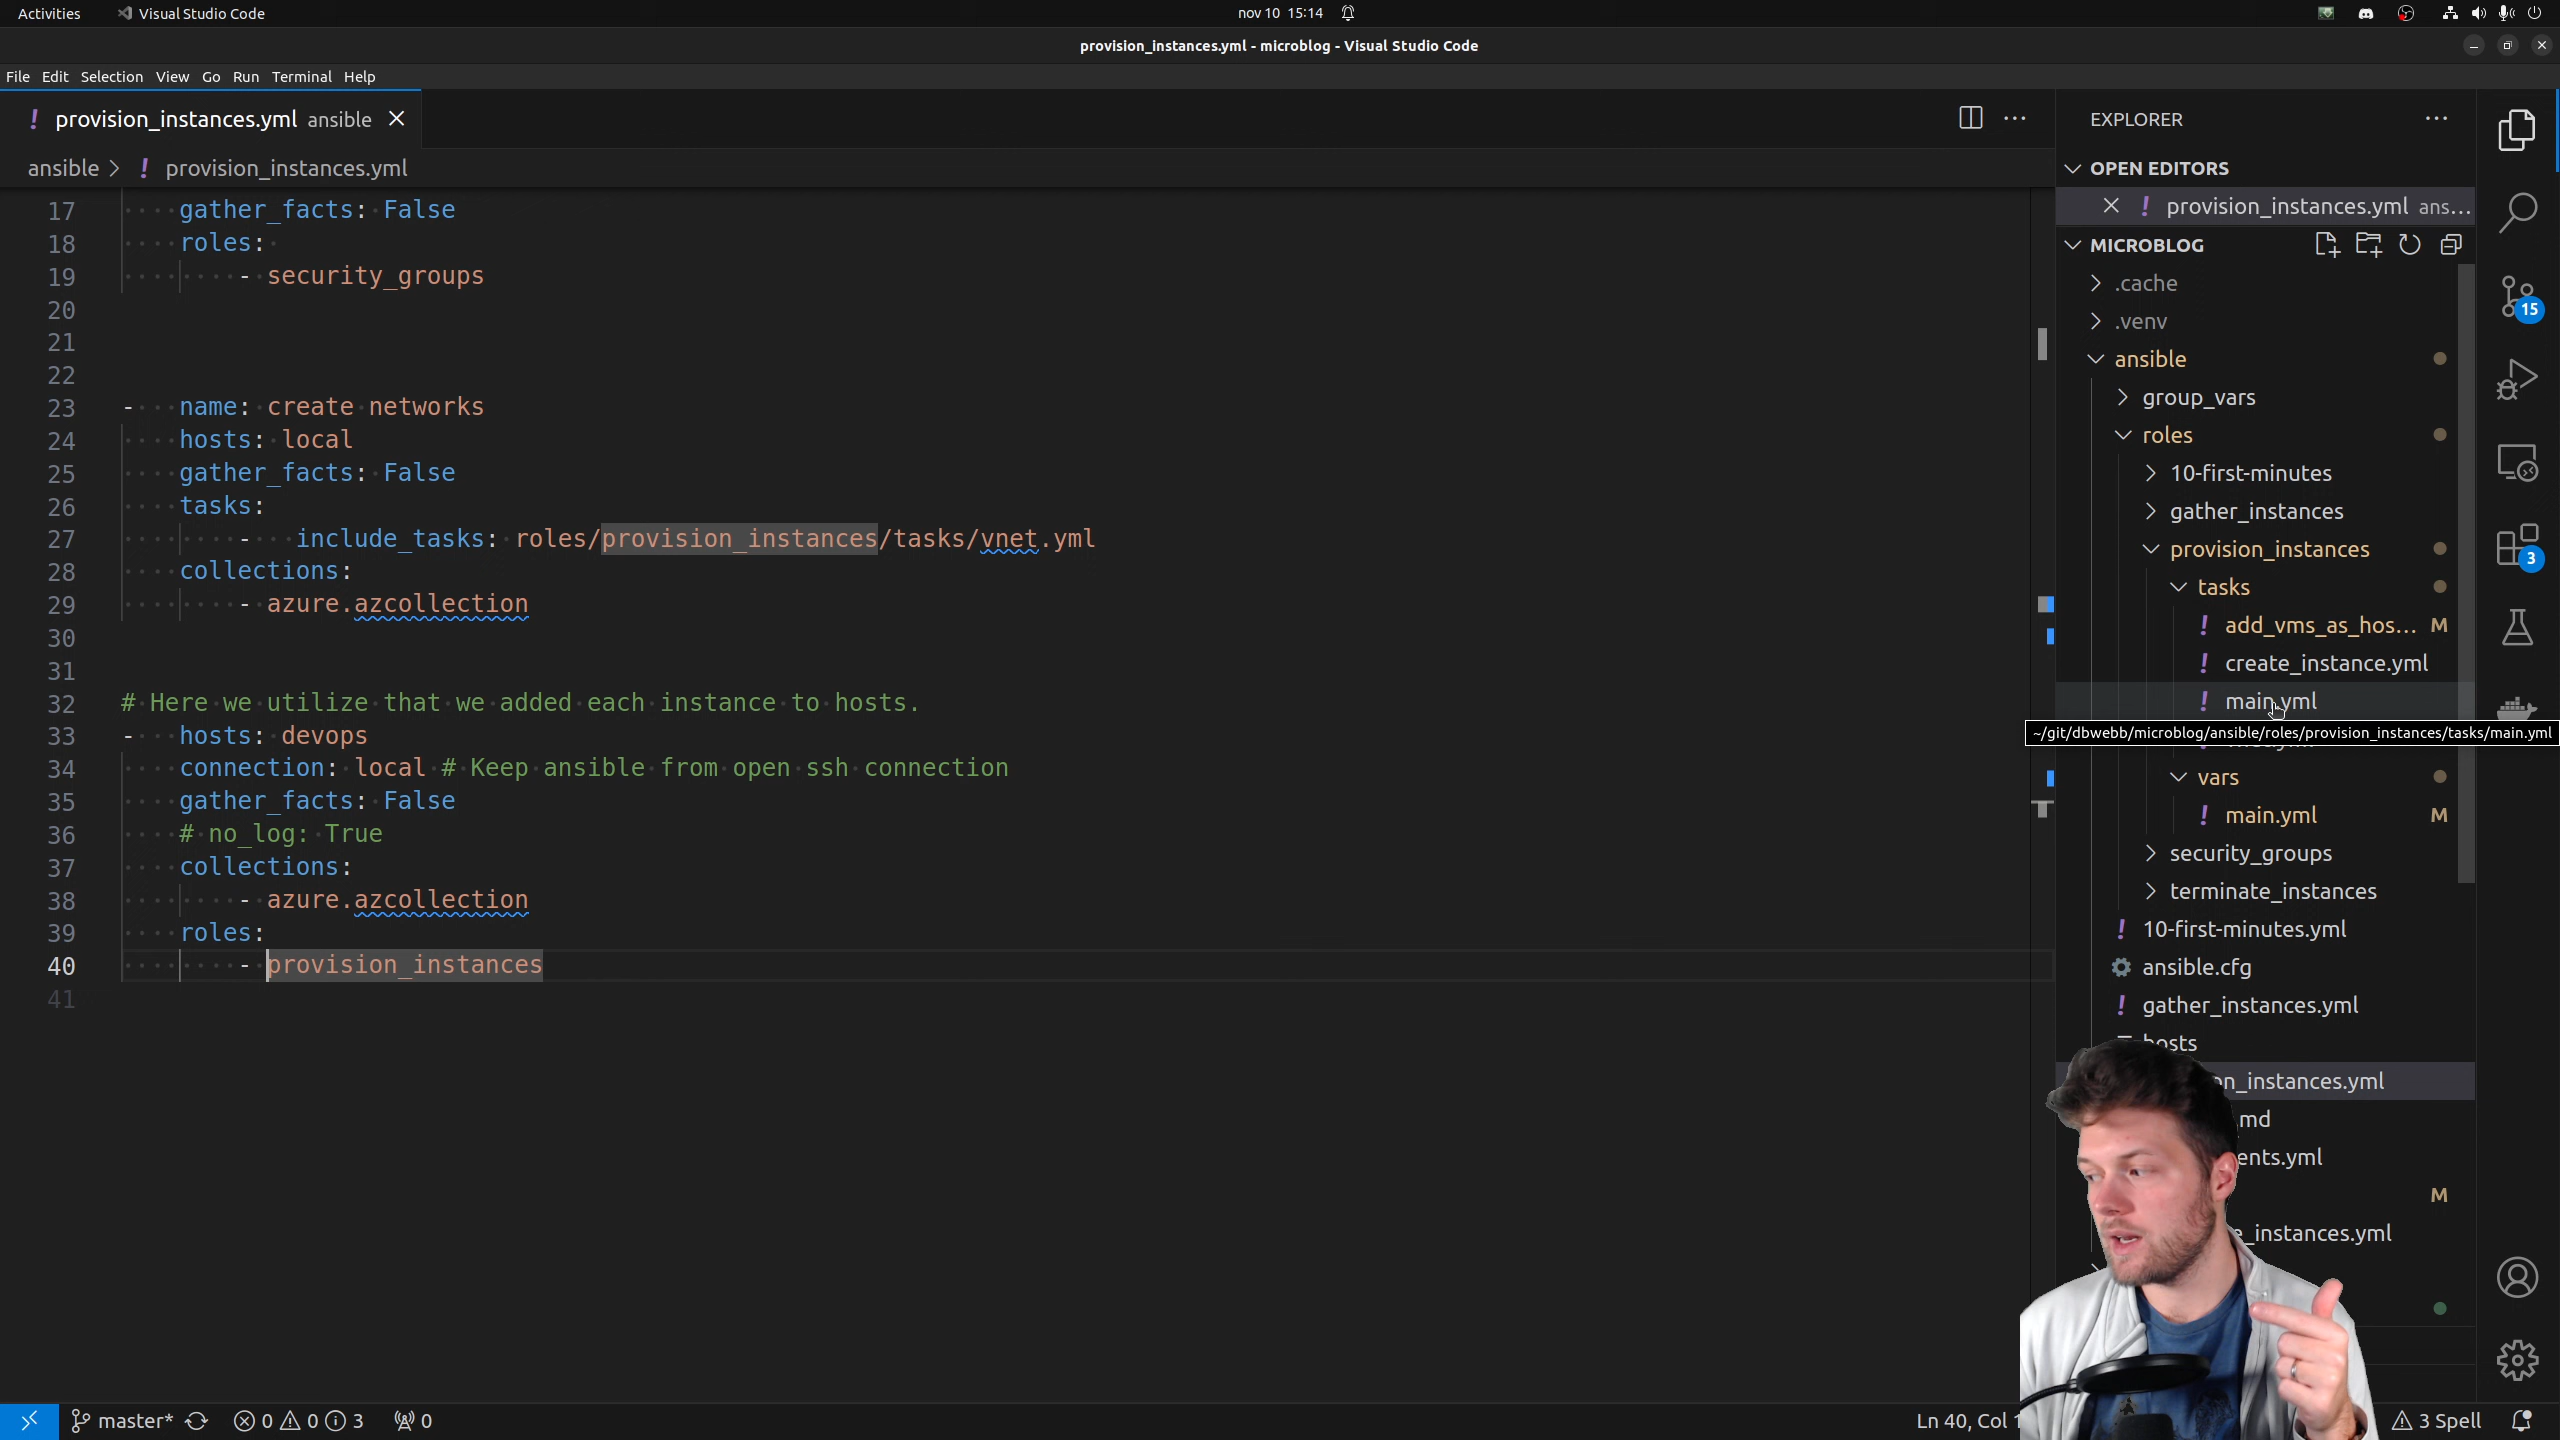 Activities
Visual Studio Code
nov 10 15:14
provision_instances.yml - microblog - Visual Studio Code
File Edit Selection View Go Run Terminal Help
! provision_instances.yml ansible
ansible > ! provision_instances.yml
17 gather_facts: False
18 roles:
19 - security_groups
20
21
22
23 - name: create networks
24 hosts: local
25 gather_facts: False
26 tasks:
27 - include_tasks: roles/provision_instances/tasks/vnet.yml
28 collections:
29 - azure.azcollection
30
31
32 # Here we utilize that we added each instance to hosts.
33 - hosts: devops
34 connection: local # Keep ansible from open ssh connection
35 gather_facts: False
36 # no_log: True
37 collections:
38 - azure.azcollection
39 roles:
40 - provision_instances
41
EXPLORER
OPEN EDITORS
! provision_instances.yml ans...
MICROBLOG
.cache
.venv
ansible
group_vars
roles
10-first-minutes
gather_instances
provision_instances
tasks
! add_vms_as_hos... M
! create_instance.yml
! main.yml
~/git/dbwebb/microblog/ansible/roles/provision_instances/tasks/main.yml
vars
! main.yml M
security_groups
terminate_instances
! 10-first-minutes.yml
ansible.cfg
! gather_instances.yml
hosts
on_instances.yml
md
ents.yml
M
e_instances.yml
15
3
master* 0 0 3 0
Ln 40, Col 1
3 Spell